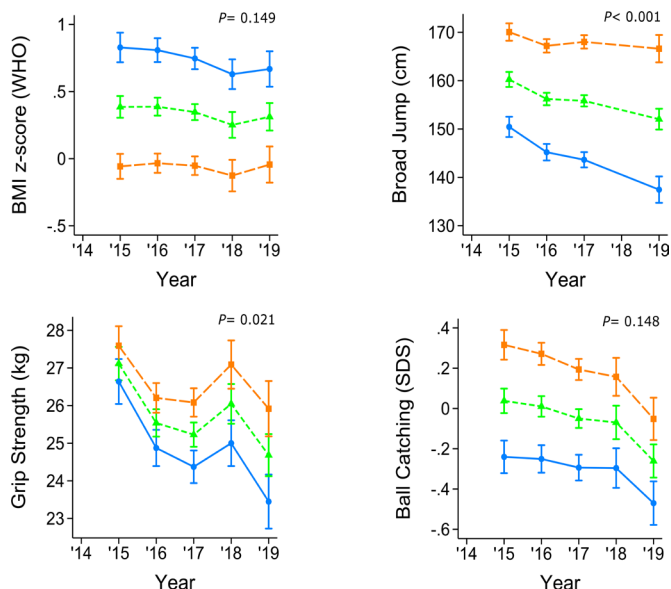 P= 0.149
1
.5
0
-.5
BMI z-score (WHO)
'14 '15 '16 '17 '18 '19
Year
P< 0.001
170
160
150
140
130
Broad Jump (cm)
'14 '15 '16 '17 '18 '19
Year
P= 0.021
28
27
26
25
24
23
Grip Strength (kg)
'14 '15 '16 '17 '18 '19
Year
P= 0.148
.4
.2
0
-.2
-.4
-.6
Ball Catching (SDS)
'14 '15 '16 '17 '18 '19
Year